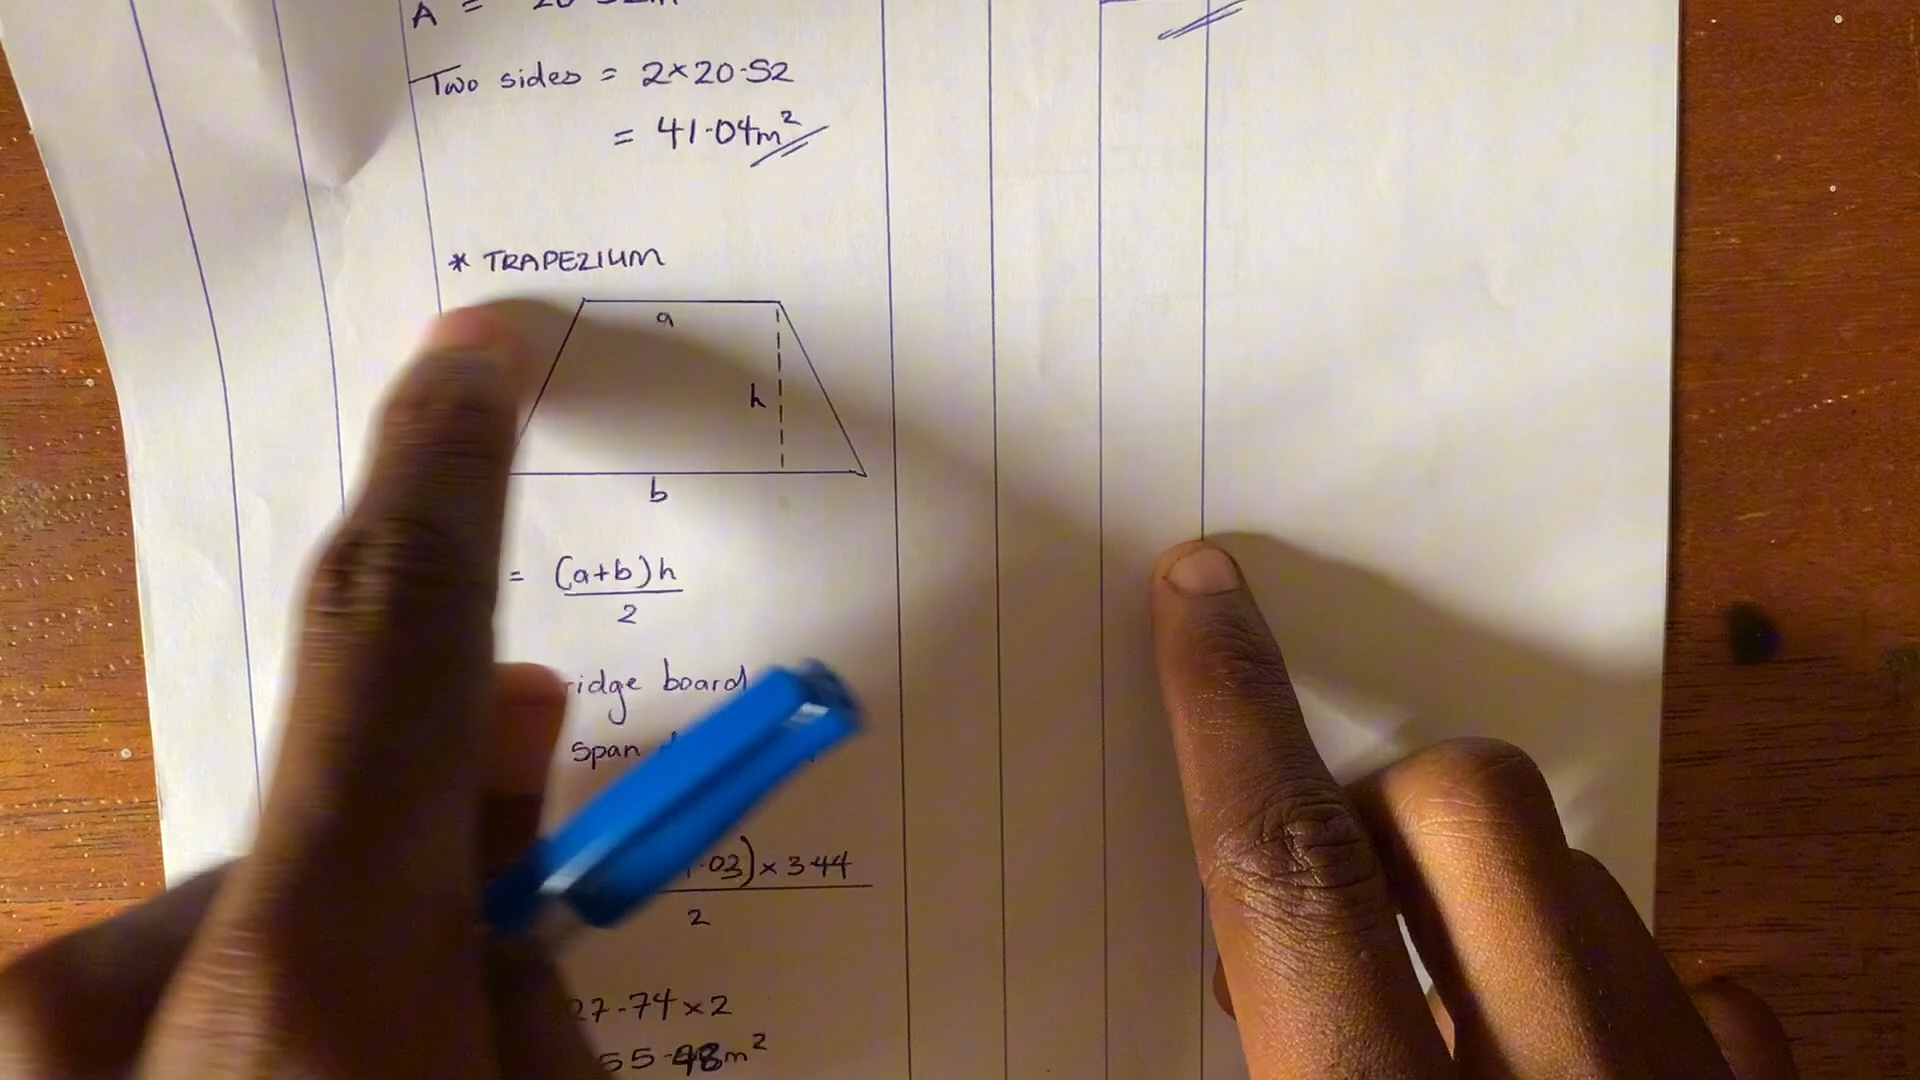 A =
Two sides = 2×20·52
= 41·04m²
* TRAPEZIUM
a
h
b
= (a+b)h
2
ridge board
span
·03)×3·44
2
27·74×2
55·48m²